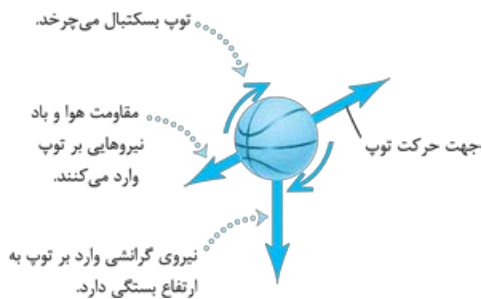 توپ بسکتبال می‌چرخد.
مقاومت هوا و باد
نیروهایی بر توپ
وارد می‌کنند.
جهت حرکت توپ
نیروی گرانشی وارد بر توپ به
ارتفاع بستگی دارد.